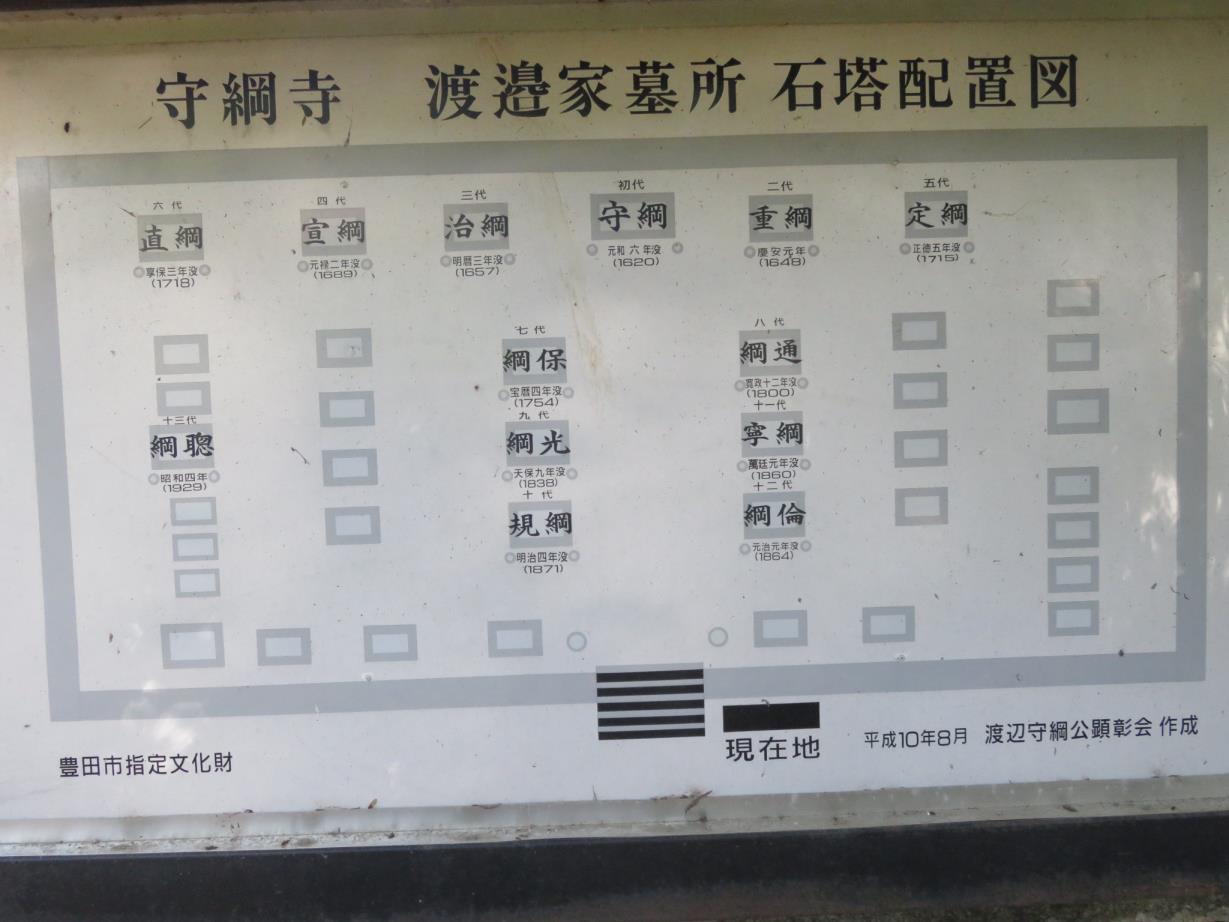 守綱寺 渡邉家墓所 石塔配置図
六代
直綱
享保三年没
(1718)
四代
宣綱
元禄二年没
(1689)
三代
治綱
明暦三年没
(1657)
初代
守綱
元和六年没
(1620)
二代
重綱
慶安元年
(1648)
五代
定綱
正徳五年没
(1715)
七代
綱保
宝暦四年没
(1754)
八代
綱通
寛政十二年没
(1800)
十三代
綱聰
昭和四年
(1929)
九代
綱光
天保九年没
(1838)
十一代
寧綱
萬延元年没
(1860)
十代
規綱
明治四年没
(1871)
十二代
綱倫
元治元年没
(1864)
現在地
平成10年8月 渡辺守綱公顕彰会 作成
豊田市指定文化財